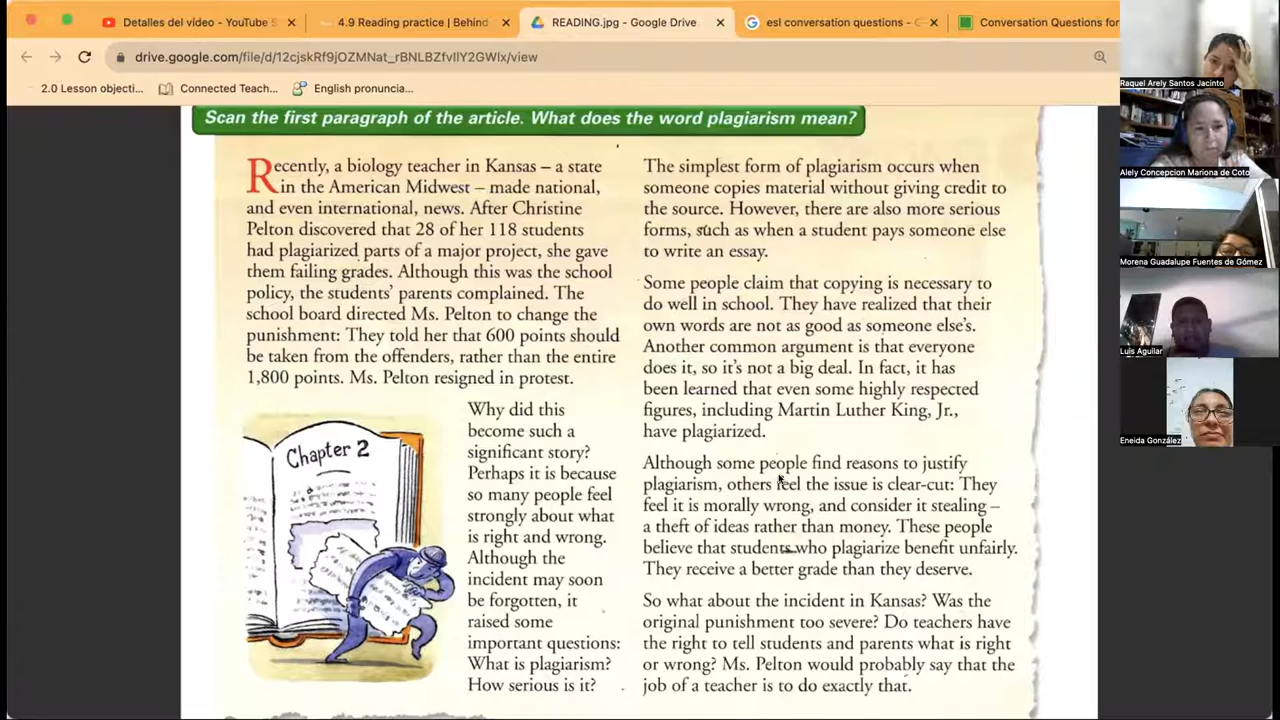 Detalles del vídeo - YouTube S
4.9 Reading practice | Behind
READING.jpg - Google Drive
esl conversation questions -
Conversation Questions for
2.0 Lesson objecti...
Connected Teach...
English pronuncia...
Scan the first paragraph of the article. What does the word plagiarism mean?
Recently, a biology teacher in Kansas – a state
in the American Midwest – made national,
and even international, news. After Christine
Pelton discovered that 28 of her 118 students
had plagiarized parts of a major project, she gave
them failing grades. Although this was the school
policy, the students' parents complained. The
school board directed Ms. Pelton to change the
punishment: They told her that 600 points should
be taken from the offenders, rather than the entire
1,800 points. Ms. Pelton resigned in protest.
Chapter 2
Why did this
become such a
significant story?
Perhaps it is because
so many people feel
strongly about what
is right and wrong.
Although the
incident may soon
be forgotten, it
raised some
important questions:
What is plagiarism?
How serious is it?
The simplest form of plagiarism occurs when
someone copies material without giving credit to
the source. However, there are also more serious
forms, such as when a student pays someone else
to write an essay.
Some people claim that copying is necessary to
do well in school. They have realized that their
own words are not as good as someone else's.
Another common argument is that everyone
does it, so it's not a big deal. In fact, it has
been learned that even some highly respected
figures, including Martin Luther King, Jr.,
have plagiarized.
Although some people find reasons to justify
plagiarism, others feel the issue is clear-cut: They
feel it is morally wrong, and consider it stealing –
a theft of ideas rather than money. These people
believe that students who plagiarize benefit unfairly.
They receive a better grade than they deserve.
So what about the incident in Kansas? Was the
original punishment too severe? Do teachers have
the right to tell students and parents what is right
or wrong? Ms. Pelton would probably say that the
job of a teacher is to do exactly that.
Raquel Arely Santos Jacinto
Alely Concepcion Mariona de Coto
Morena Guadalupe Fuentes de Gómez
Luis Aguilar
Eneida González